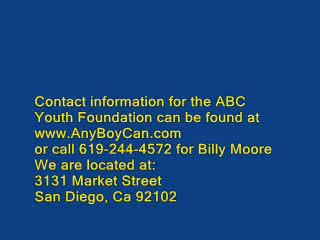 Contact information for the ABC
Youth Foundation can be found at
www.AnyBoyCan.com
or call 619-244-4572 for Billy Moore
We are located at:
3131 Market Street
San Diego, Ca 92102